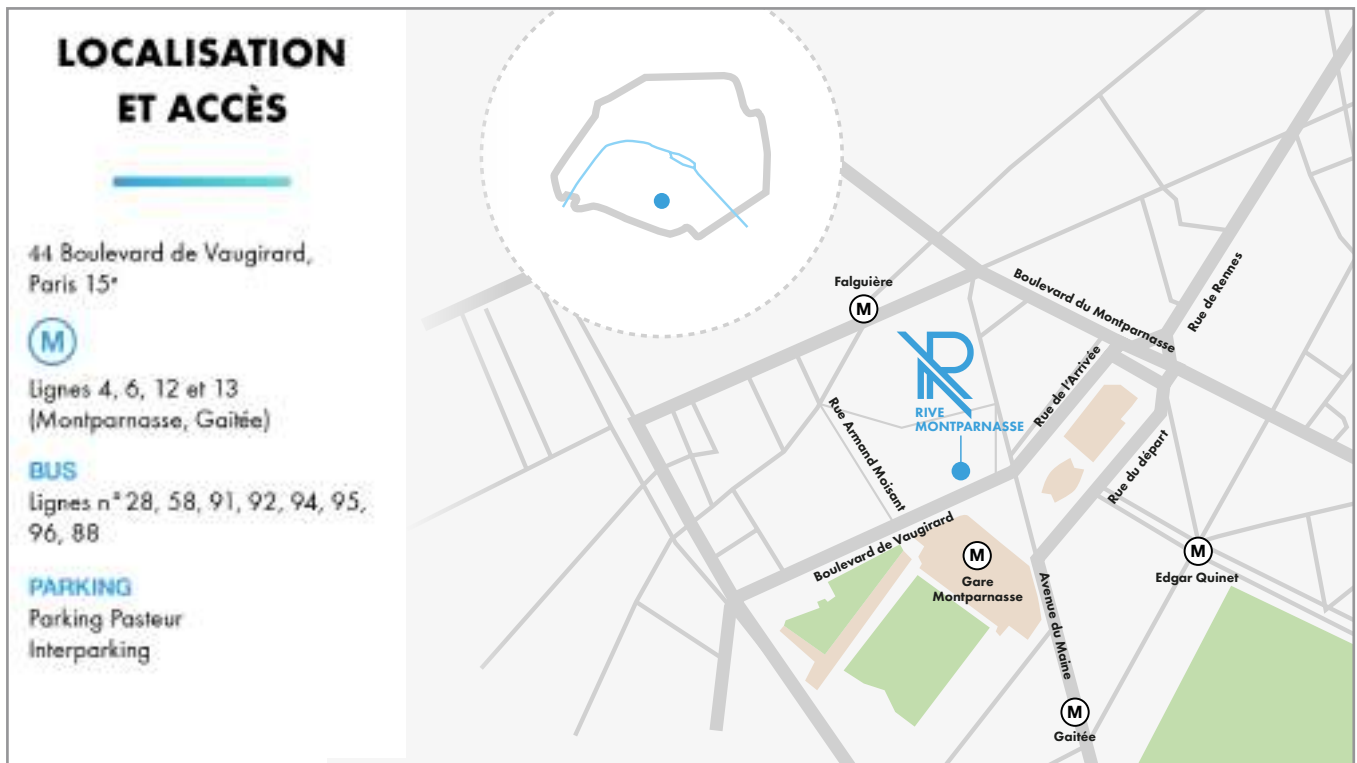 LOCALISATION
ET ACCÈS
44 Boulevard de Vaugirard,
Paris 15e
M
Lignes 4, 6, 12 et 13
(Montparnasse, Gaitée)
BUS
Lignes n° 28, 58, 91, 92, 94, 95,
96, 88
PARKING
Parking Pasteur
Interparking
Falguière
M
Boulevard du Montparnasse
Rue de Rennes
R
RIVE
MONTPARNASSE
Rue de l'Arrivée
Rue Armand Moisant
Rue du départ
Boulevard de Vaugirard
M
Gare
Montparnasse
M
Edgar Quinet
Avenue du Maine
M
Gaitée